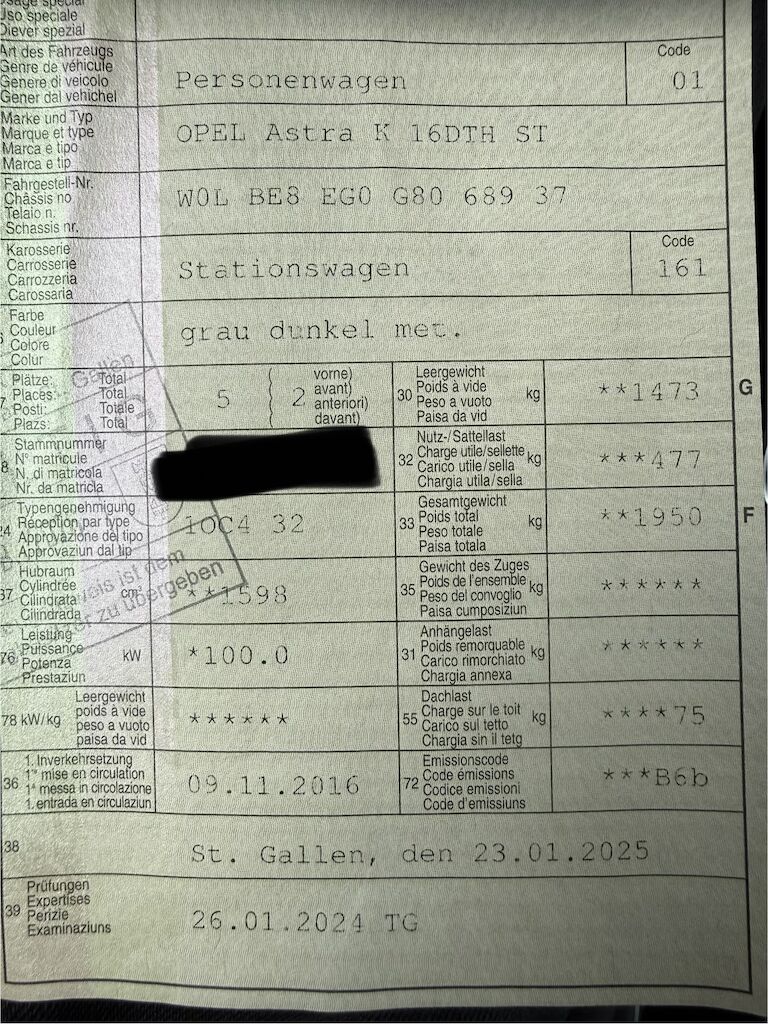 Uso speciale
Diever spezial
Art des Fahrzeugs
Genre de véhicule
Genere di veicolo
Gener dal vehichel
Personenwagen
Code
01
Marke und Typ
Marque et type
Marca e tipo
Marca e tip
OPEL Astra K 16DTH ST
Fahrgestell-Nr.
Châssis no
Telaio n.
Schassis nr.
W0L BE8 EG0 G80 689 37
Karosserie
Carrosserie
Carrozzeria
Carossaria
Stationswagen
Code
161
Farbe
Couleur
Colore
Colur
grau dunkel met.
Plätze: Total
Places: Total
Posti: Totale
Plazs: Total
5 ( 2 vorne)
avant)
anteriori)
davant)
30 Leergewicht
Poids à vide
Peso a vuoto
Paisa da vid
kg
**1473
G
Stammnummer
N° matricule
N. di matricola
Nr. da matricla
32 Nutz-/Sattellast
Charge utile/sellette
Carico utile/sella
Chargia utila/sella
kg
***477
24 Typengenehmigung
Réception par type
Approvazione del tipo
Approvaziun dal tip
1OC4 32
33 Gesamtgewicht
Poids total
Peso totale
Paisa totala
kg
**1950
F
37 Hubraum
Cylindrée
Cilindrata
Cilindrada
cm³
**1598
35 Gewicht des Zuges
Poids de l'ensemble
Peso del convoglio
Paisa cumposiziun
kg
******
76 Leistung
Puissance
Potenza
Prestaziun
kW
*100.0
31 Anhängelast
Poids remorquable
Carico rimorchiato
Chargia annexa
kg
******
78 kW/kg
Leergewicht
poids à vide
peso a vuoto
paisa da vid
******
55 Dachlast
Charge sur le toit
Carico sul tetto
Chargia sin il tetg
kg
****75
36 1. Inverkehrsetzung
1re mise en circulation
1a messa in circolazione
1. entrada en circulaziun
09.11.2016
72 Emissionscode
Code émissions
Codice emissioni
Code d'emissiuns
***B6b
38
St. Gallen, den 23.01.2025
39 Prüfungen
Expertises
Perizie
Examinaziuns
26.01.2024 TG
Gallen
ist dem
zu übergeben